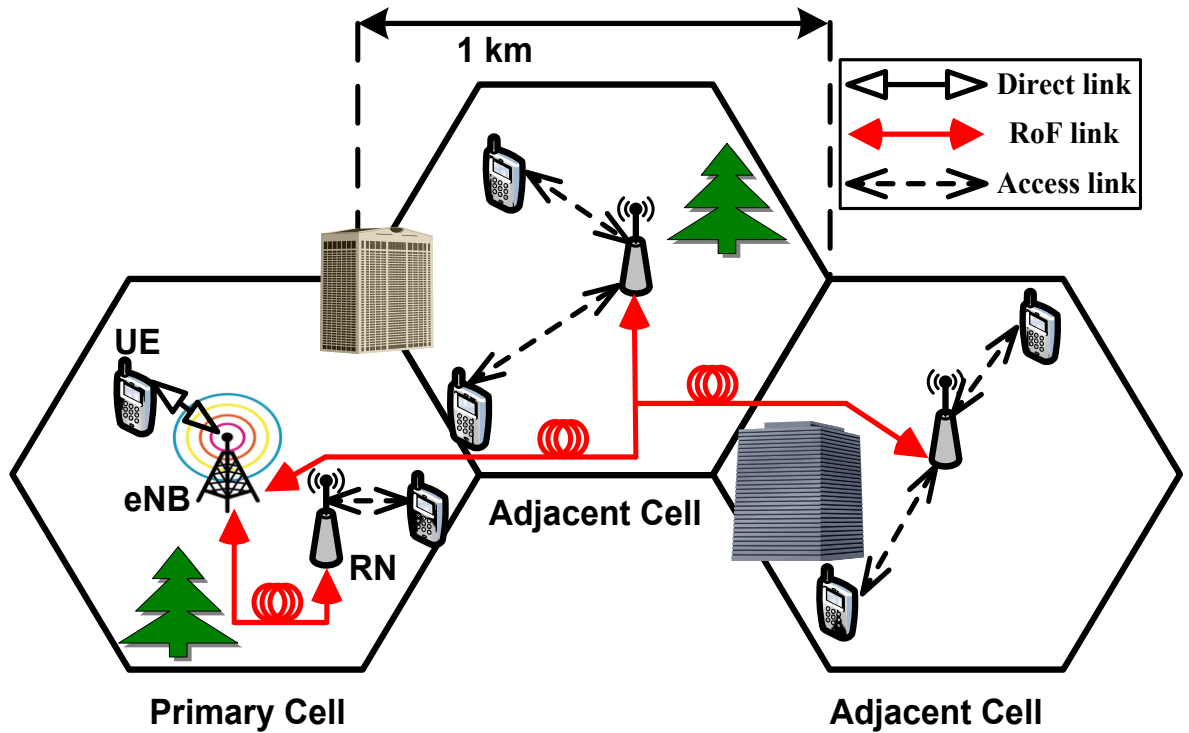 1 km
Direct link
RoF link
Access link
UE
eNB
RN
Adjacent Cell
Primary Cell
Adjacent Cell